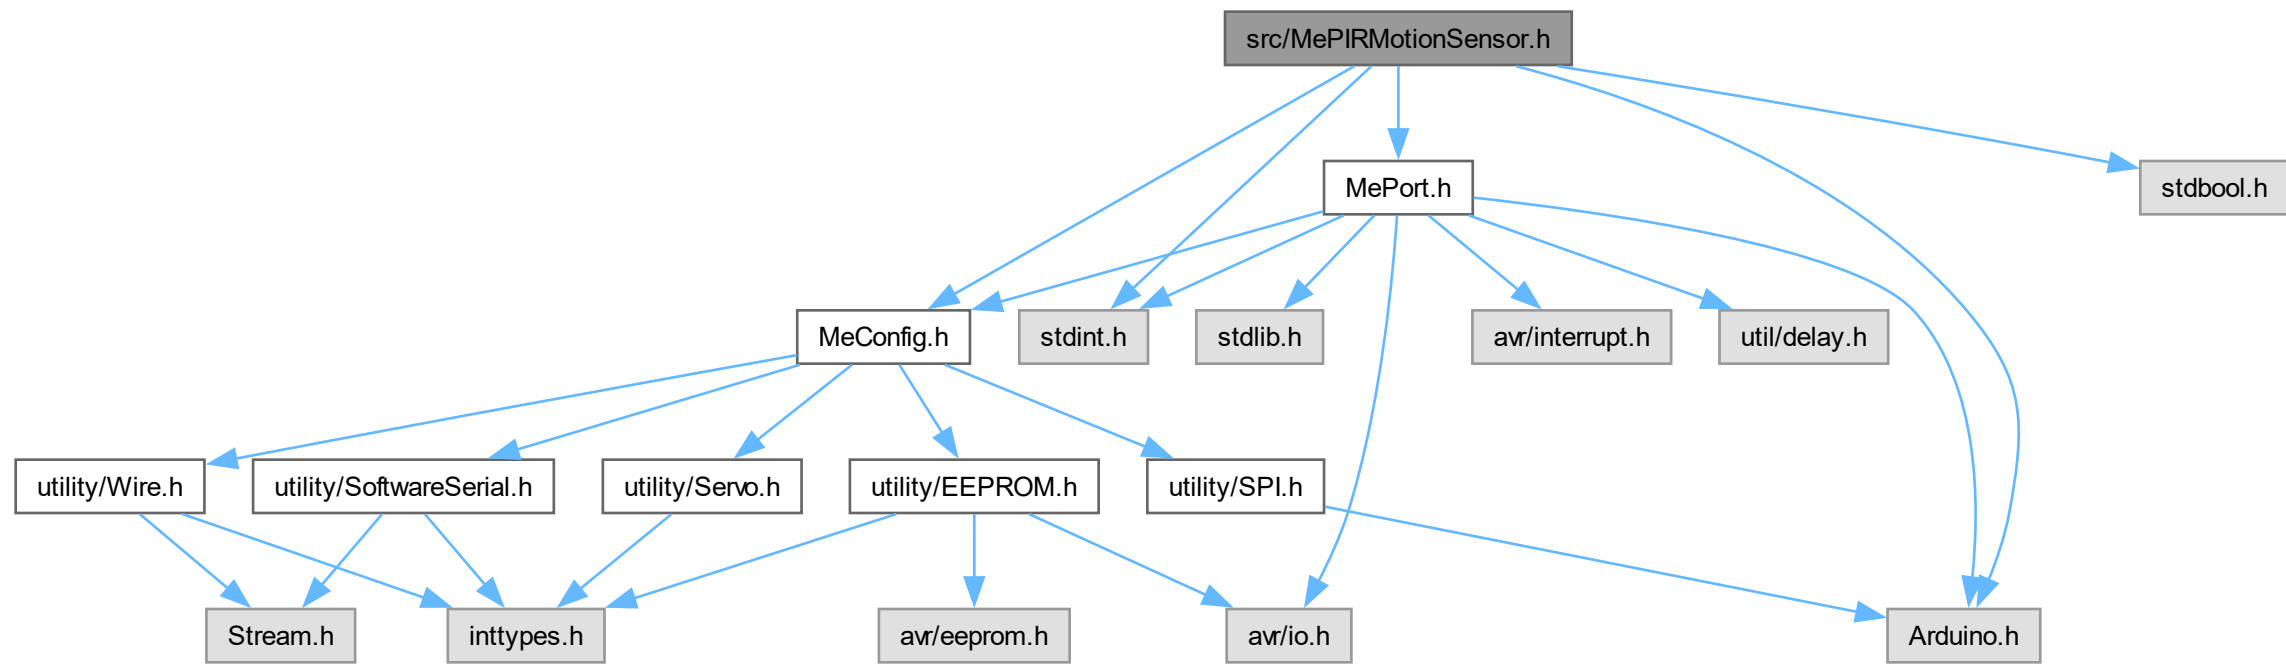 src/MePIRMotionSensor.h
MePort.h
stdbool.h
MeConfig.h
stdint.h
stdlib.h
avr/interrupt.h
util/delay.h
utility/Wire.h
utility/SoftwareSerial.h
utility/Servo.h
utility/EEPROM.h
utility/SPI.h
Stream.h
inttypes.h
avr/eeprom.h
avr/io.h
Arduino.h